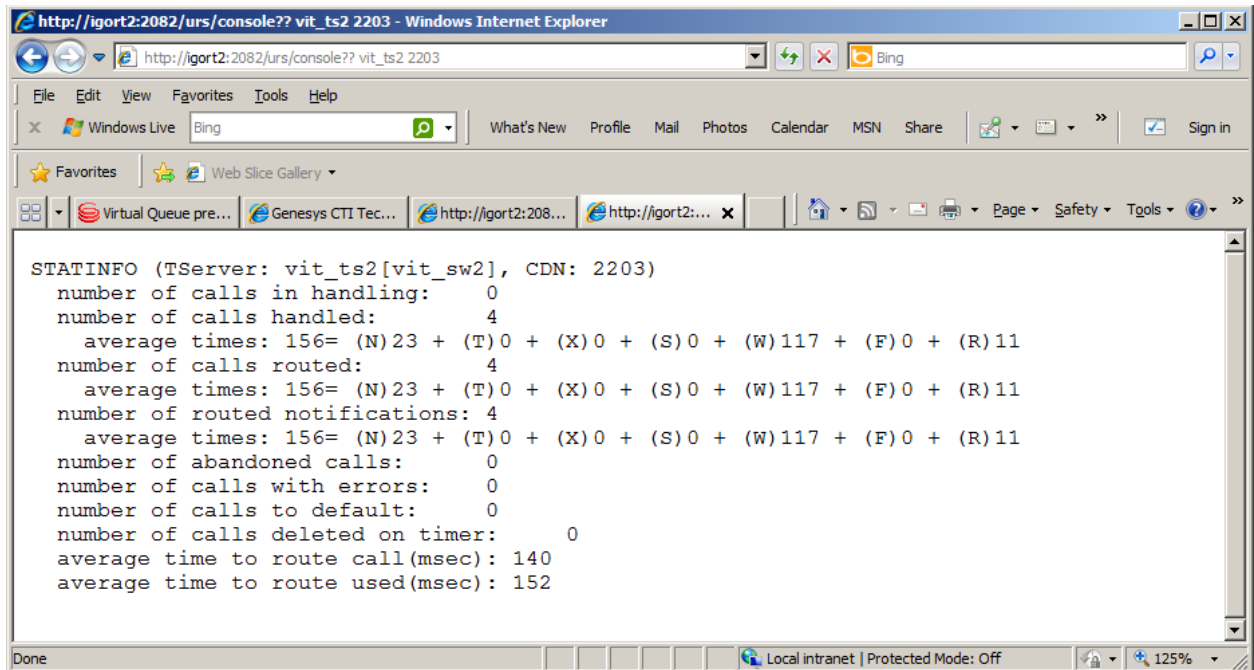 http://igort2:2082/urs/console?? vit_ts2 2203 - Windows Internet Explorer
http://igort2:2082/urs/console?? vit_ts2 2203
Bing
File Edit View Favorites Tools Help
x Windows Live Bing What's New Profile Mail Photos Calendar MSN Share » Sign in
Favorites Web Slice Gallery
Virtual Queue pre... Genesys CTI Tec... http://igort2:208... http://igort2:... x Page Safety Tools »
STATINFO (TServer: vit_ts2[vit_sw2], CDN: 2203)
number of calls in handling: 0
number of calls handled: 4
average times: 156= (N)23 + (T)0 + (X)0 + (S)0 + (W)117 + (F)0 + (R)11
number of calls routed: 4
average times: 156= (N)23 + (T)0 + (X)0 + (S)0 + (W)117 + (F)0 + (R)11
number of routed notifications: 4
average times: 156= (N)23 + (T)0 + (X)0 + (S)0 + (W)117 + (F)0 + (R)11
number of abandoned calls: 0
number of calls with errors: 0
number of calls to default: 0
number of calls deleted on timer: 0
average time to route call(msec): 140
average time to route used(msec): 152
Done Local intranet | Protected Mode: Off 125%